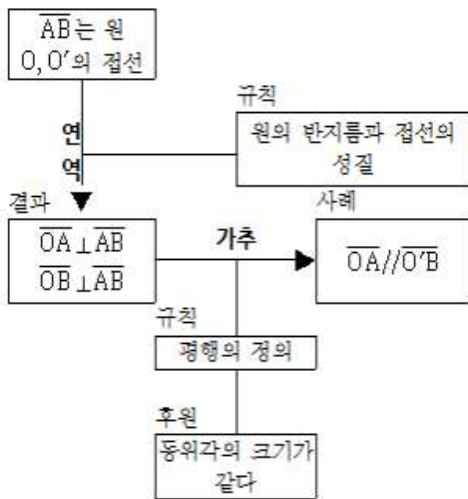 AB는 원
O, O′의 접선
연
역
규칙
원의 반지름과 접선의
성질
결과
OA⊥AB
OB⊥AB
가추
사례
OA//O′B
규칙
평행의 정의
후원
동위각의 크기가
같다